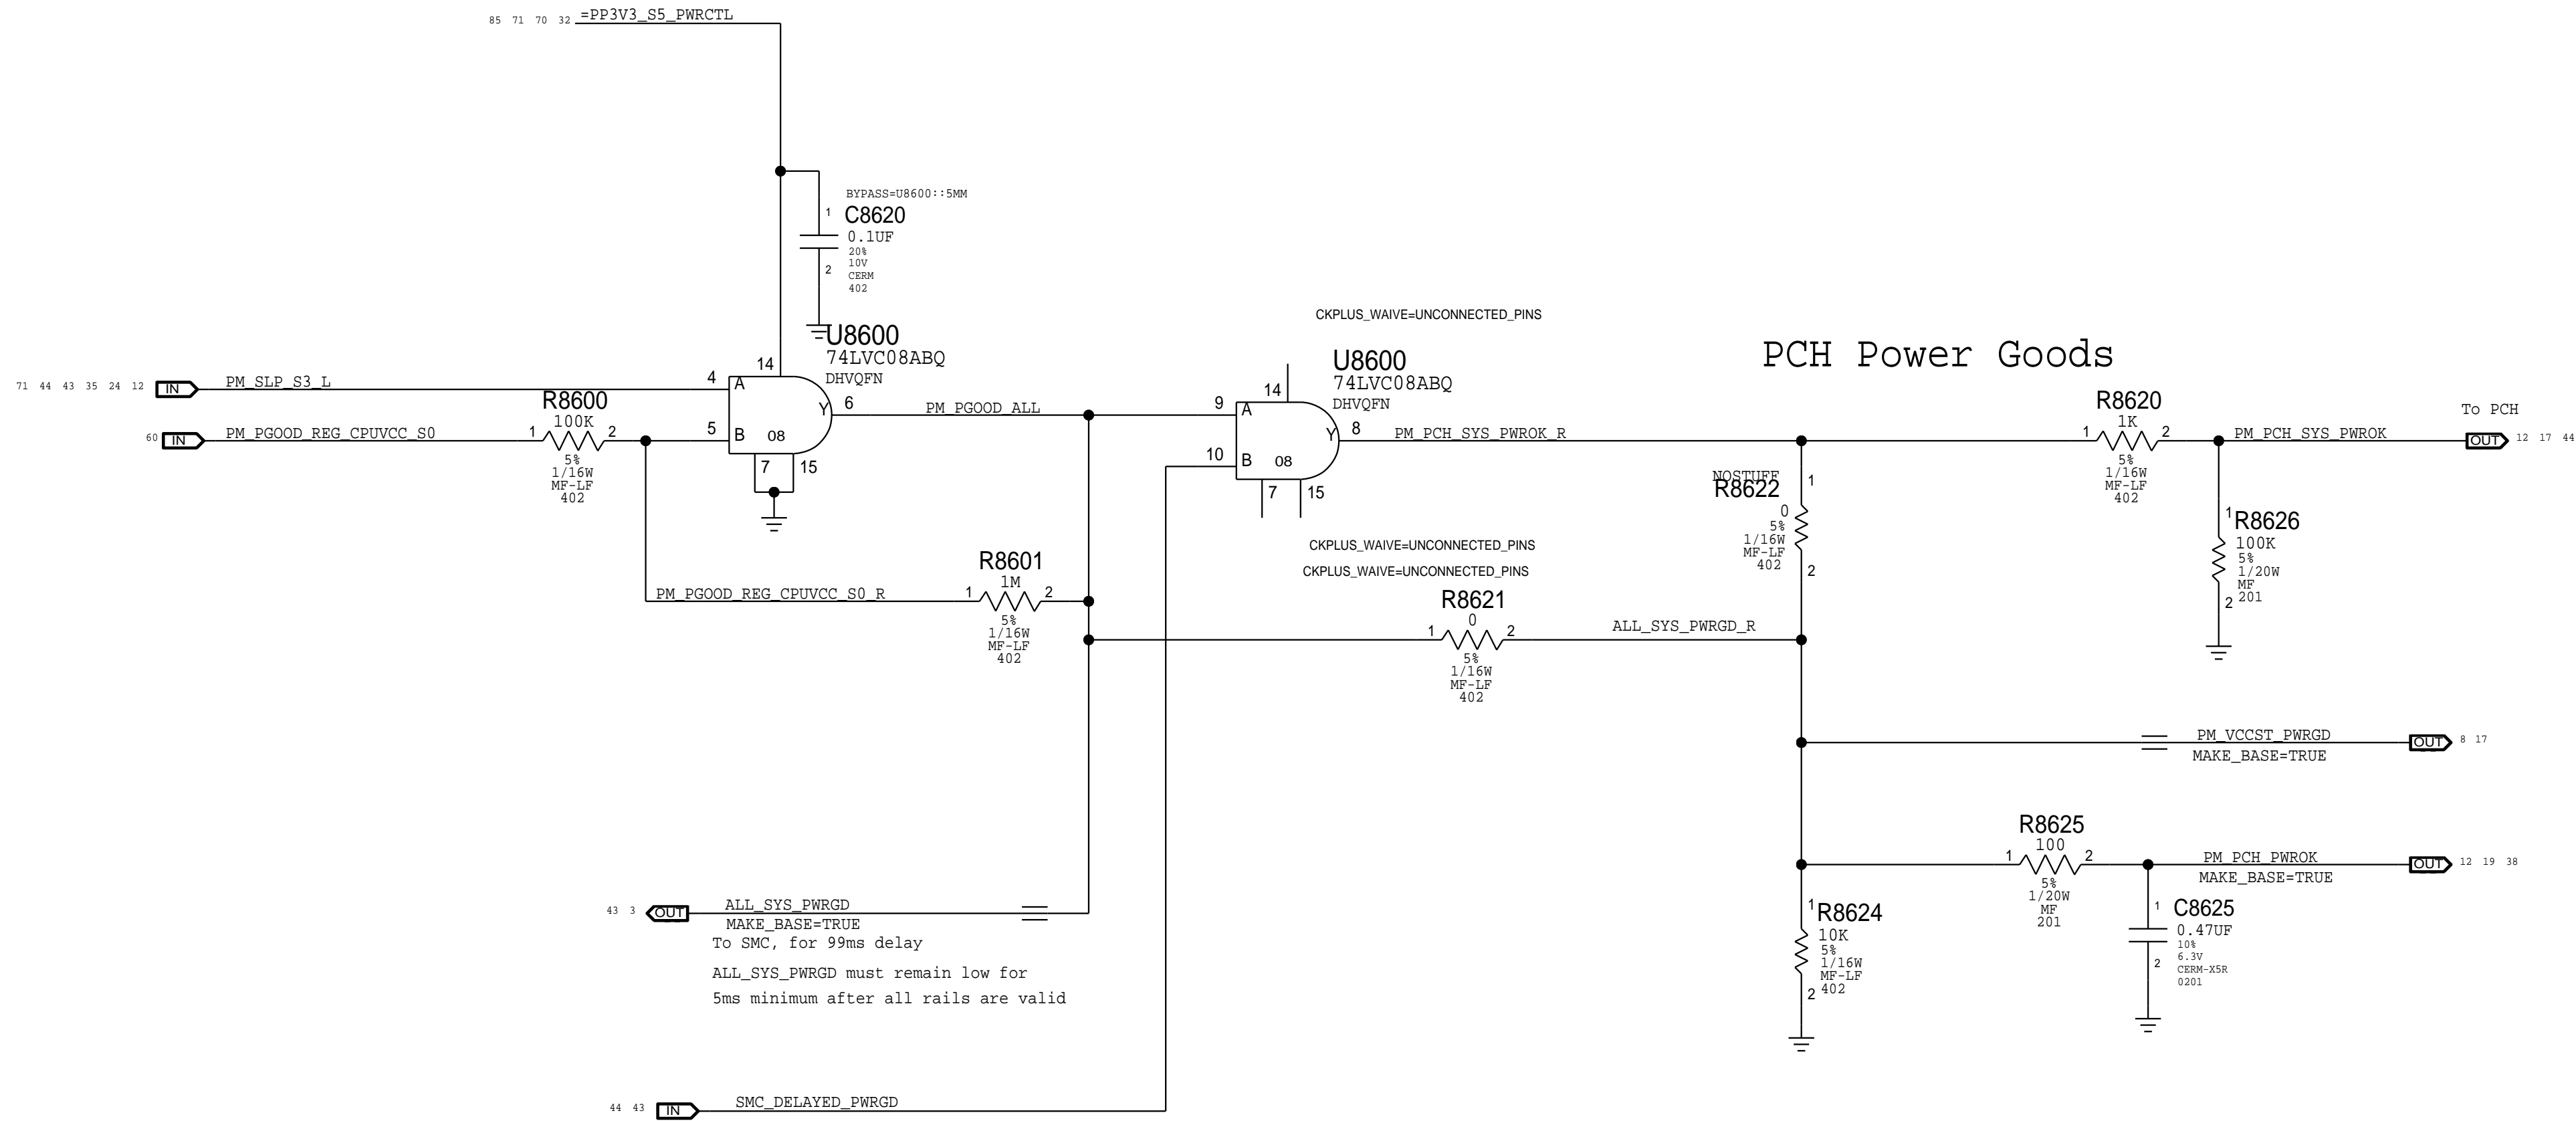 85 71 70 32 =PP3V3_S5_PWRCTL
BYPASS=U8600::5MM
1
C8620
0.1UF
20%
10V
2
CERM
402
CKPLUS_WAIVE=UNCONNECTED_PINS
U8600
74LVC08ABQ
DHVQFN
14
71 44 43 35 24 12 IN PM_SLP_S3_L
4 A
Y 6
PM_PGOOD_ALL
60 IN PM_PGOOD_REG_CPUVCC_S0
R8600
100K
1 2
5%
1/16W
MF-LF
402
5 B 08
7 15
U8600
74LVC08ABQ
DHVQFN
14
9 A
Y 8
10 B 08
7 15
PM_PCH_SYS_PWROK_R
PCH Power Goods
R8620
1K
1 2
5%
1/16W
MF-LF
402
To PCH
PM_PCH_SYS_PWROK
OUT 12 17 44
NOSTUFF
R8622
1
0
5%
1/16W
MF-LF
402
2
1
R8626
100K
5%
1/20W
MF
201
2
CKPLUS_WAIVE=UNCONNECTED_PINS
CKPLUS_WAIVE=UNCONNECTED_PINS
PM_PGOOD_REG_CPUVCC_S0_R
R8601
1M
1 2
5%
1/16W
MF-LF
402
R8621
0
1 2
5%
1/16W
MF-LF
402
ALL_SYS_PWRGD_R
PM_VCCST_PWRGD
MAKE_BASE=TRUE
OUT 8 17
R8625
100
1 2
5%
1/20W
MF
201
PM_PCH_PWROK
MAKE_BASE=TRUE
OUT 12 19 38
1
R8624
10K
5%
1/16W
MF-LF
402
2
1
C8625
0.47UF
10%
6.3V
2
CERM-X5R
0201
43 3 OUT ALL_SYS_PWRGD
MAKE_BASE=TRUE
To SMC, for 99ms delay
ALL_SYS_PWRGD must remain low for
5ms minimum after all rails are valid
44 43 IN SMC_DELAYED_PWRGD